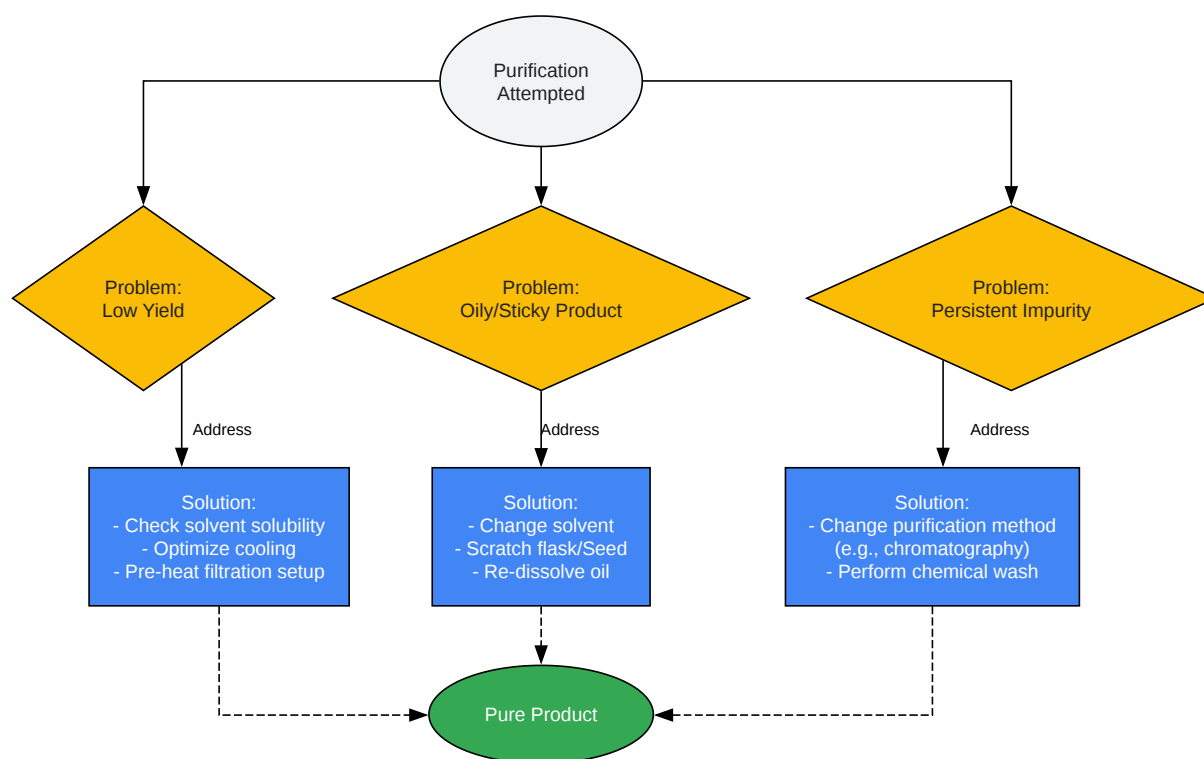 Purification
Attempted
Problem:
Low Yield
Problem:
Oily/Sticky Product
Problem:
Persistent Impurity
Address
Address
Address
Solution:
- Check solvent solubility
- Optimize cooling
- Pre-heat filtration setup
Solution:
- Change solvent
- Scratch flask/Seed
- Re-dissolve oil
Solution:
- Change purification method
(e.g., chromatography)
- Perform chemical wash
Pure Product